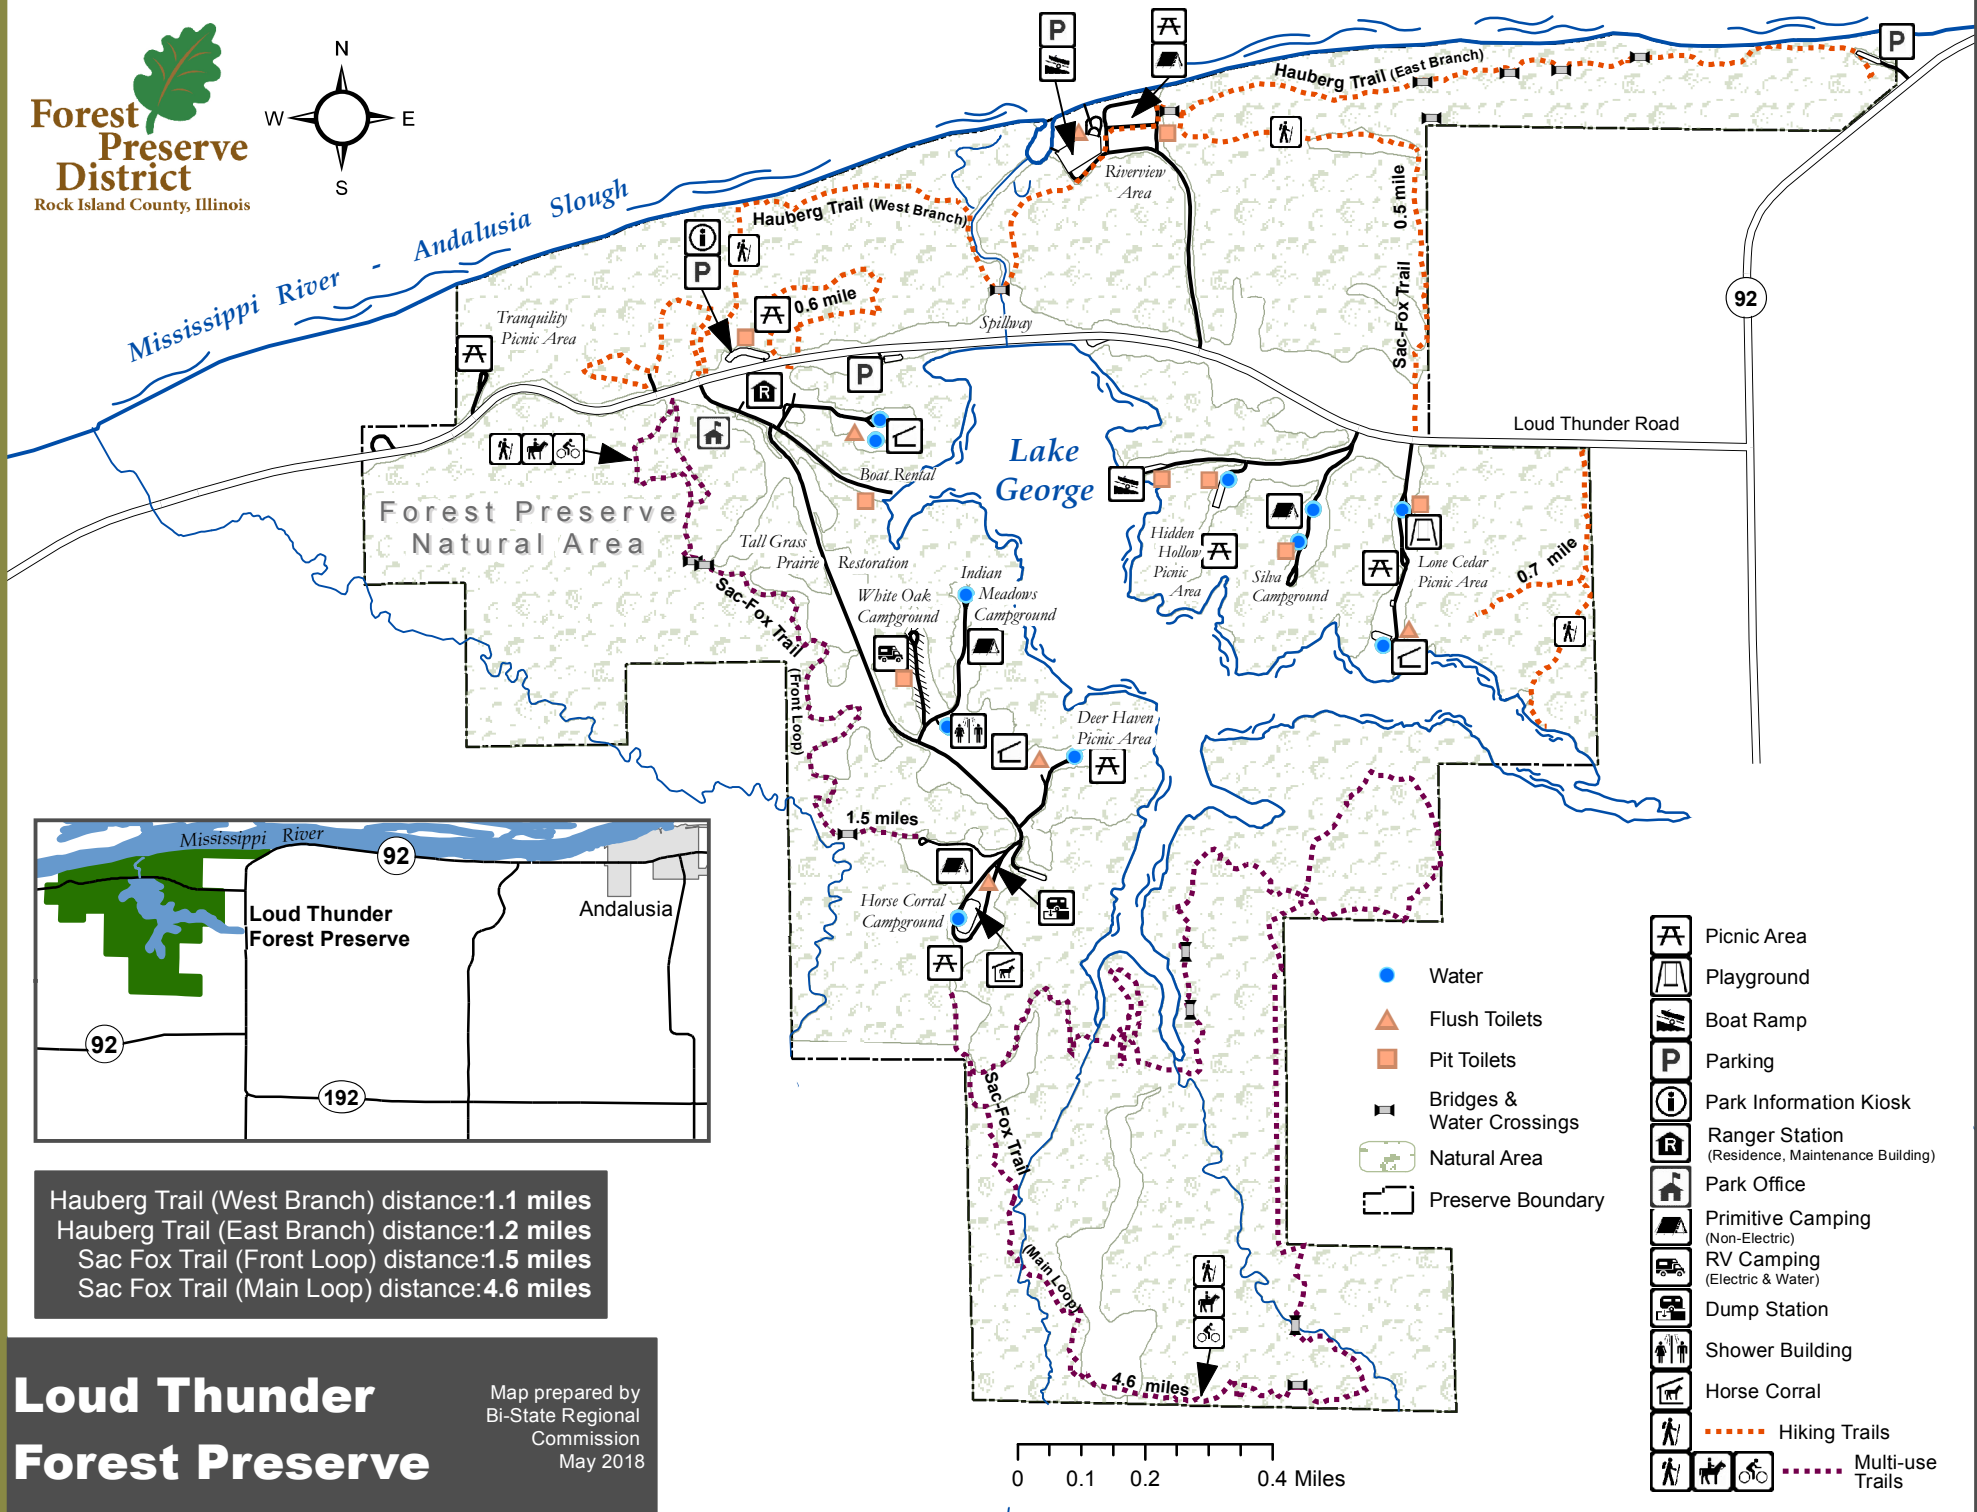 Forest
Preserve
District
Rock Island County, Illinois
N
W
E
S
Mississippi River - Andalusia Slough
P
P
Hauberg Trail (East Branch)
Riverview
Area
Hauberg Trail (West Branch)
i
P
0.6 mile
Tranquility
Picnic Area
Spillway
0.5 mile
Sac-Fox Trail
92
R
P
Loud Thunder Road
Lake
George
Boat Rental
Forest Preserve
Natural Area
Tall Grass
Prairie
Restoration
Hidden
Hollow
Picnic
Area
Silva
Campground
Lone Cedar
Picnic Area
0.7 mile
White Oak
Campground
Indian
Meadows
Campground
Sac-Fox Trail
(Front Loop)
Deer Haven
Picnic Area
1.5 miles
Horse Corral
Campground
Sac-Fox Trail
(Main Loop)
4.6 miles
Mississippi River
92
Loud Thunder
Forest Preserve
Andalusia
92
192
Hauberg Trail (West Branch) distance:1.1 miles
Hauberg Trail (East Branch) distance:1.2 miles
Sac Fox Trail (Front Loop) distance:1.5 miles
Sac Fox Trail (Main Loop) distance:4.6 miles
Loud Thunder
Forest Preserve
Map prepared by
Bi-State Regional
Commission
May 2018
0 0.1 0.2 0.4 Miles
Water
Flush Toilets
Pit Toilets
Bridges &
Water Crossings
Natural Area
Preserve Boundary
Picnic Area
Playground
Boat Ramp
P Parking
i Park Information Kiosk
R Ranger Station
(Residence, Maintenance Building)
Park Office
Primitive Camping
(Non-Electric)
RV Camping
(Electric & Water)
Dump Station
Shower Building
Horse Corral
Hiking Trails
Multi-use
Trails